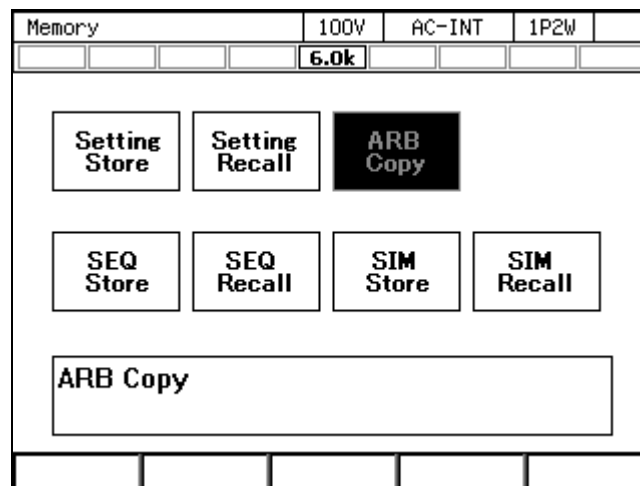 Memory 100V AC-INT 1P2W
6.0k
Setting Setting ARB
Store Recall Copy
SEQ SEQ SIM SIM
Store Recall Store Recall
ARB Copy